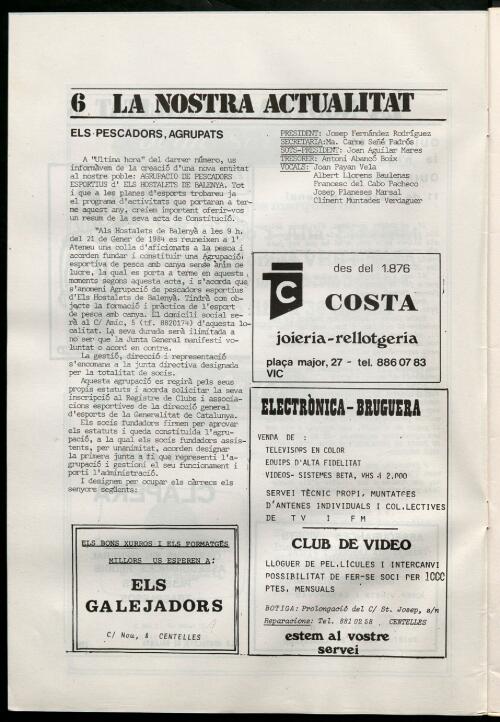 6 LA NOSTRA ACTUALITAT
ELS PESCADORS, AGRUPATS
A "Ultima hora" del darrer número, us
informàvem de la creació d'una nova entitat
al nostre poble: AGRUPACIO DE PESCADORS
ESPORTIUS d' ELS HOSTALETS DE BALENYA. Tot
i que a les planes d'esports trobareu ja
el programa d'activitats que portaran a ter-
me aquest any, creiem important oferir-vos
un resum de la seva acta de Constitució.
"Als Hostalets de Balenyà a les 9 h.
del 21 de Gener de 1984 es reuneixen a l'
Ateneu una colla d'aficionats a la pesca i
acorden fundar i constituir una Agrupació
esportiva de pesca amb canya sense ànim de
lucre, la qual es porta a terme en aquests
moments segons aquesta acta, i s'acorda que
s'anomeni Agrupació de pescadors esportius
d'Els Hostalets de Balenyà. Tindrà com ob-
jecte la formació i pràctica de l'esport
de pesca amb canya. El domicili social se-
rà al C/ Amic, 5 (tf. 8820174) d'aquesta lo-
calitat. La seva durada serà ilimitada a
no ser que la Junta General manifesti vo-
luntat o acord en contra.
La gestió, direcció i representació
s'encomana a la junta directiva designada
per la totalitat de socis.
Aquesta agrupació es regirà pels seus
propis estatuts i acorda solicitar la seva
inscripció al Registre de Clubs i associa-
cions esportives de la direcció general
d'esports de la Generalitat de Catalunya.
Els socis fundadors firmen per aprovar
els estatuts i queda constituida l'agru-
pació, a la qual els socis fundadors assis-
tents, per unanimitat, acorden designar
la primera junta a fi que representi l'a-
grupació i gestioni el seu funcionament i
porti l'administració.
I designen per ocupar els càrrecs els
senyors següents:
PRESIDENT: Josep Fernández Rodríguez
SECRETARIA:Ma. Carme Señé Padrós
SOTS-PRESIDENT: Joan Aguilar Mares
TRESORER: Antoni Abancó Boix
VOCALS: Joan Payan Vela
Albert Llorens Baulenas
Francesc del Cabo Pacheco
Josep Planeses Marsal
Climent Muntades Verdaguer
des del 1.876
COSTA
joieria-rellotgeria
plaça major, 27 - tel. 886 07 83
VIC
ELECTRÒNICA-BRUGUERA
VENDA DE :
TELEVISORS EN COLOR
EQUIPS D'ALTA FIDELITAT
VIDEOS- SISTEMES BETA, VHS i 2.000
SERVEI TÈCNIC PROPI, MUNTATGES
D'ANTENES INDIVIDUALS I COL.LECTIVES
DE TV I FM
CLUB DE VIDEO
LLOGUER DE PEL.LÍCULES I INTERCANVI
POSSIBILITAT DE FER-SE SOCI PER 1000
PTES. MENSUALS
BOTIGA: Prolongació del C/ St. Josep, s/n
Reparacions: Tel. 881 02 58 CENTELLES
estem al vostre
servei
ELS BONS XURROS I ELS FORMATGES
MILLORS US ESPEREN A:
ELS
GALEJADORS
C/ Nou, 8 CENTELLES